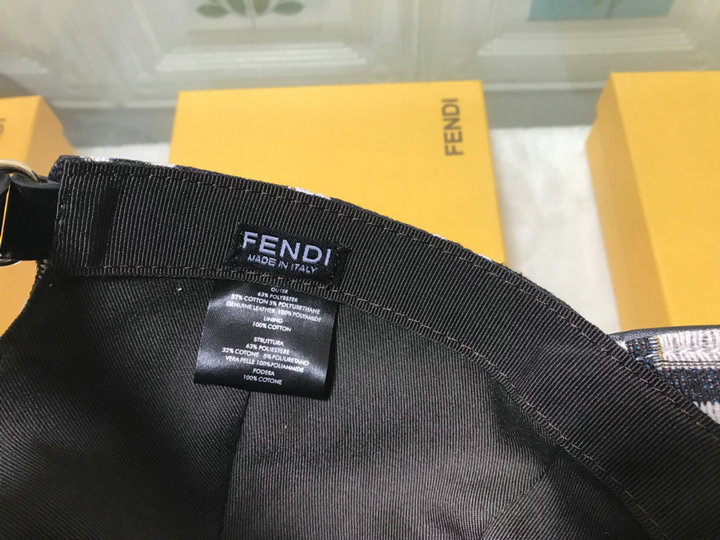 FENDI
FENDI
FENDI
MADE IN ITALY
OUTER
65% POLYESTER
32% COTTON 5% POLYURETHANE
GENUINE LEATHER, 100% POLYAMIDE
LINING
100% COTTON
STRUTTURA
63% POLIESTERE
32% COTONE 5% POLIURETANO
VERA PELLE 100% POLIAMMIDE
FODERA
100% COTONE